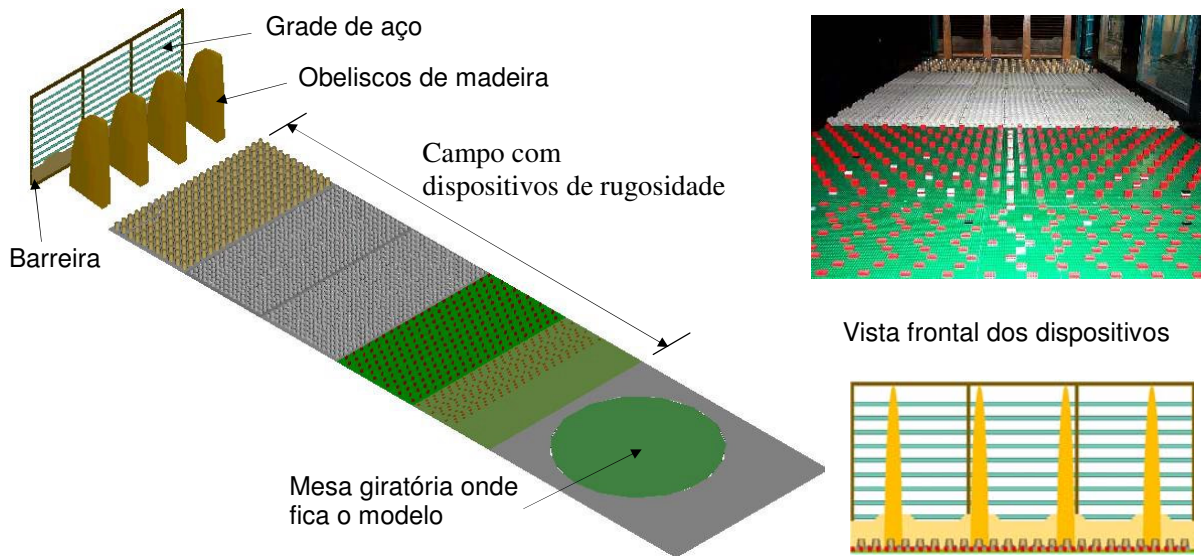 Grade de aço
Obeliscos de madeira
Campo com
dispositivos de rugosidade
Barreira
Vista frontal dos dispositivos
Mesa giratória onde
fica o modelo